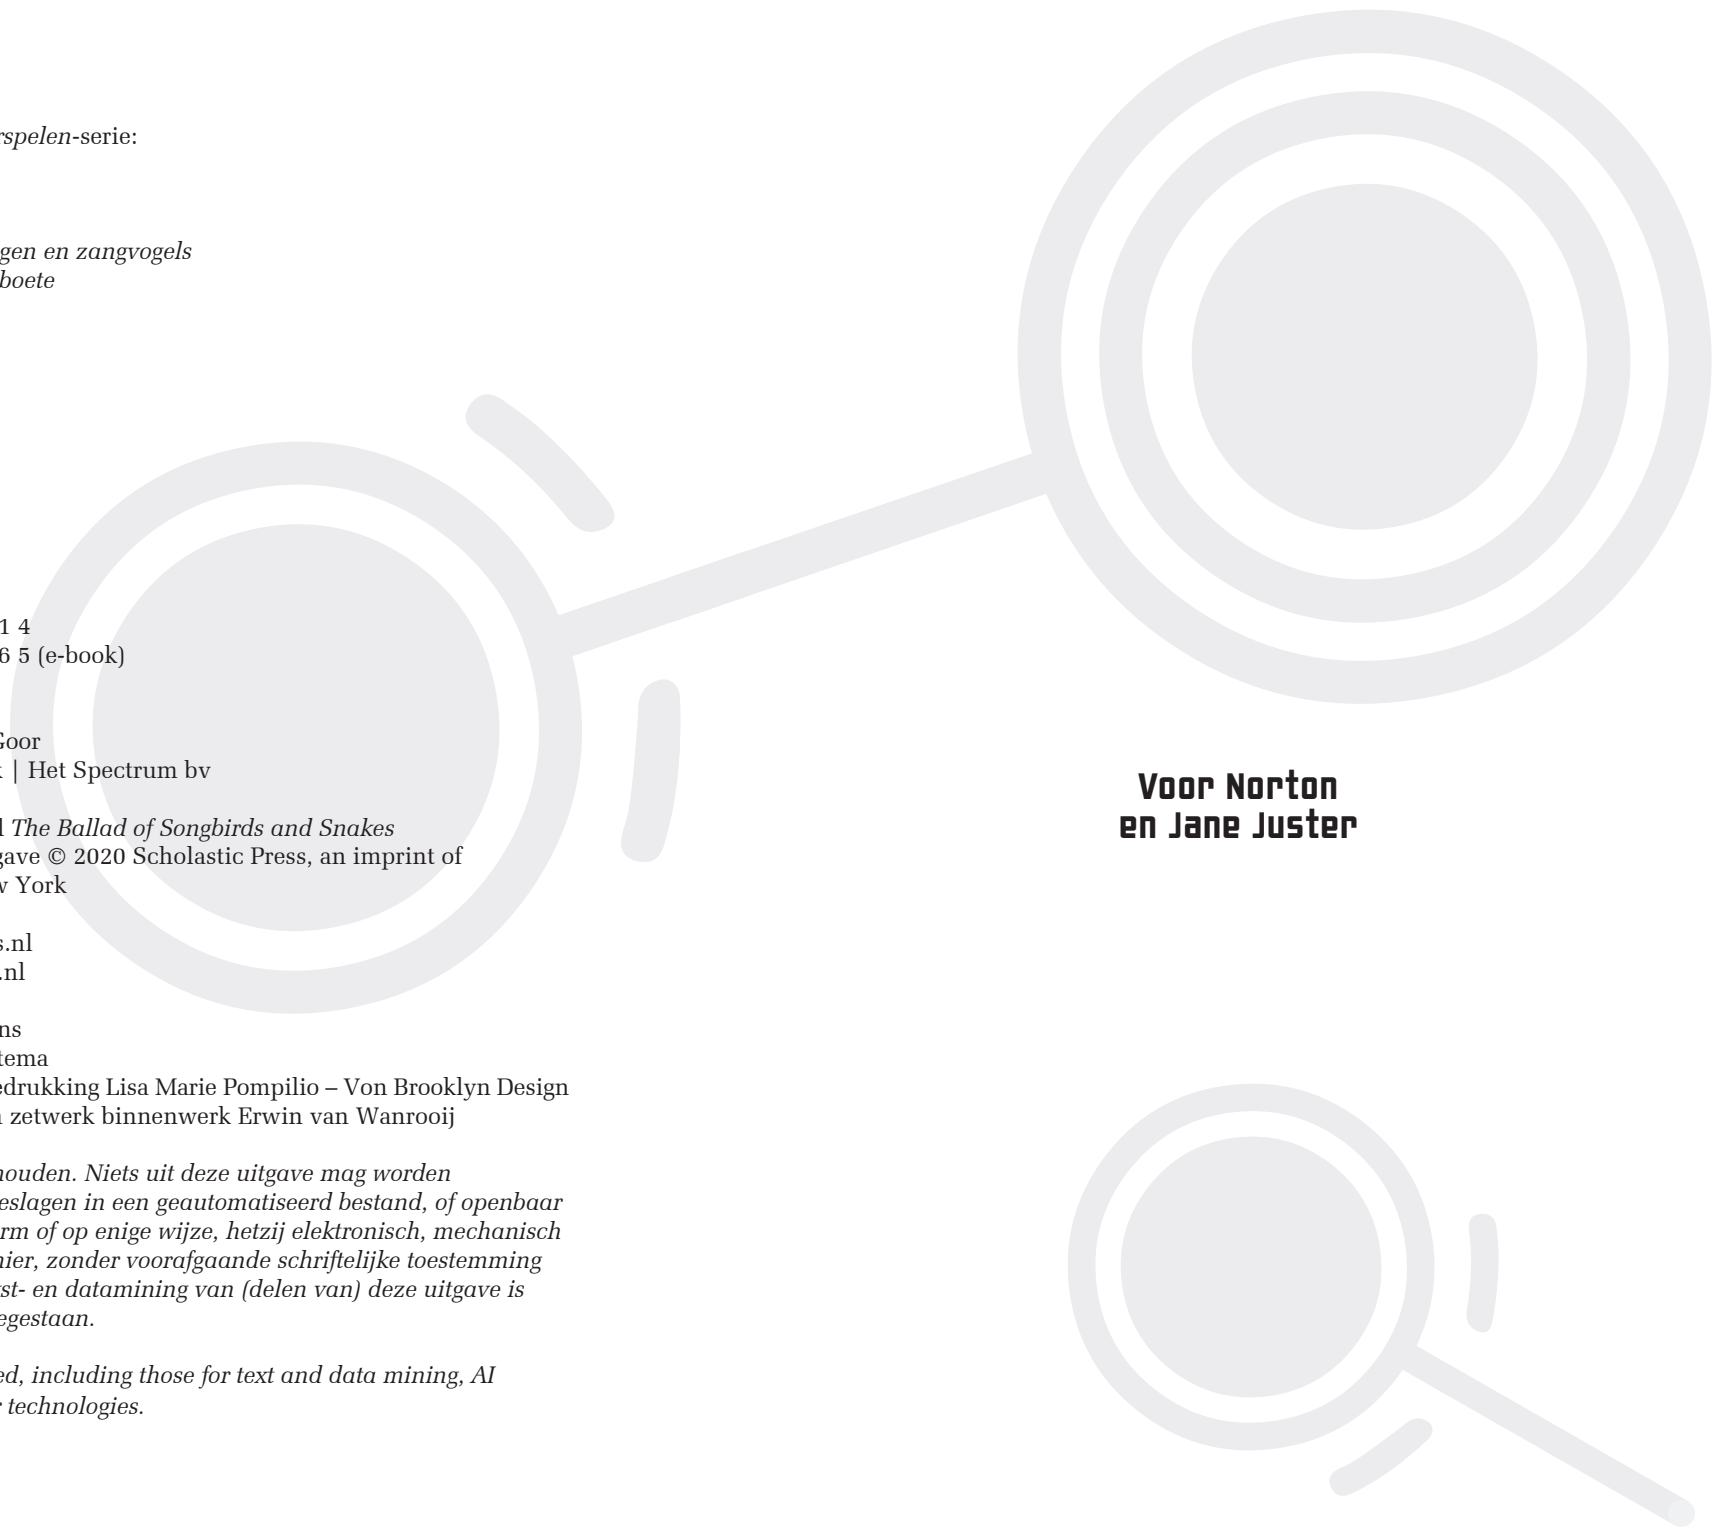 rspelen-serie:
gen en zangvogels
boete
1 4
6 5 (e-book)
Goor
k | Het Spectrum bv
l The Ballad of Songbirds and Snakes
gave © 2020 Scholastic Press, an imprint of
w York
s.nl
.nl
ns
tema
edrukking Lisa Marie Pompilio – Von Brooklyn Design
n zetwerk binnenwerk Erwin van Wanrooij
houden. Niets uit deze uitgave mag worden
eslagen in een geautomatiseerd bestand, of openbaar
rm of op enige wijze, hetzij elektronisch, mechanisch
nier, zonder voorafgaande schriftelijke toestemming
st- en datamining van (delen van) deze uitgave is
egestaan.
ed, including those for text and data mining, AI
r technologies.
Voor Norton
en Jane Juster